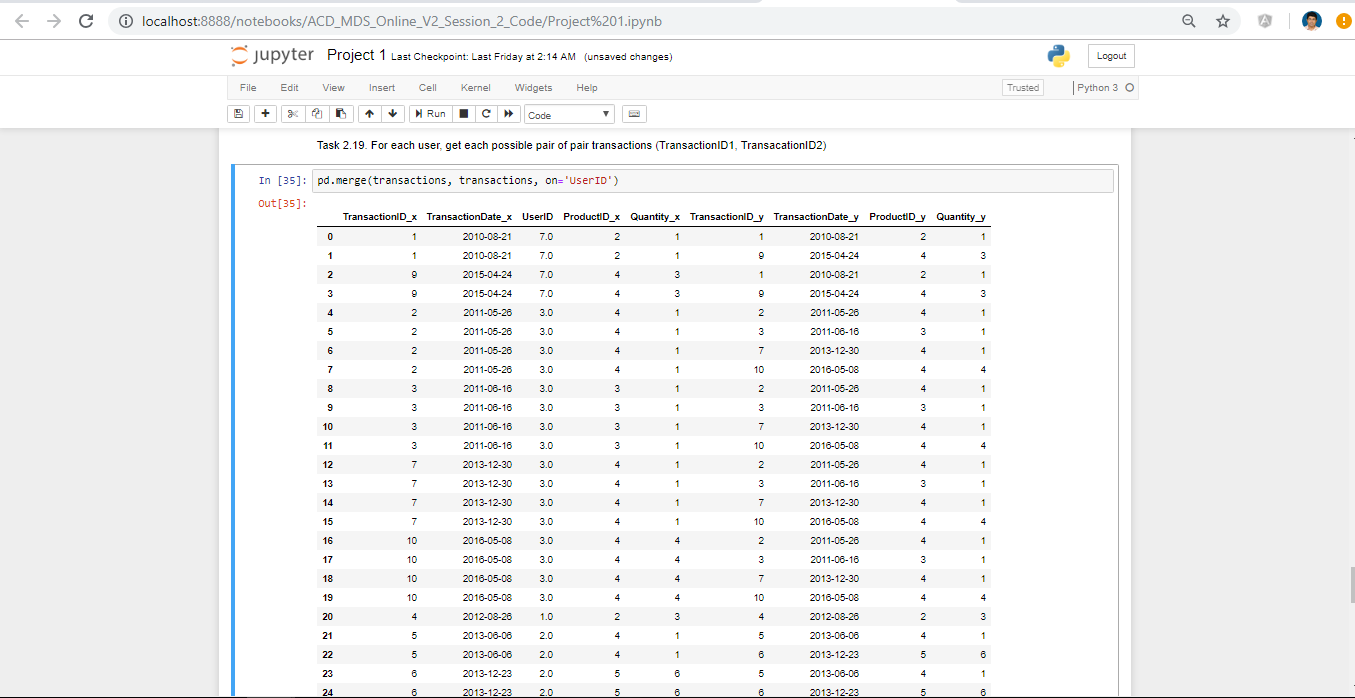 localhost:8888/notebooks/ACD_MDS_Online_V2_Session_2_Code/Project%201.ipynb
jupyter Project 1 Last Checkpoint: Last Friday at 2:14 AM (unsaved changes) Logout
File Edit View Insert Cell Kernel Widgets Help Trusted Python 3
Run Code
Task 2.19. For each user, get each possible pair of pair transactions (TransactionID1, TransacationID2)
In [35]: pd.merge(transactions, transactions, on='UserID')
Out[35]:
TransactionID_x TransactionDate_x UserID ProductID_x Quantity_x TransactionID_y TransactionDate_y ProductID_y Quantity_y
0 1 2010-08-21 7.0 2 1 1 2010-08-21 2 1
1 1 2010-08-21 7.0 2 1 9 2015-04-24 4 3
2 9 2015-04-24 7.0 4 3 1 2010-08-21 2 1
3 9 2015-04-24 7.0 4 3 9 2015-04-24 4 3
4 2 2011-05-26 3.0 4 1 2 2011-05-26 4 1
5 2 2011-05-26 3.0 4 1 3 2011-06-16 3 1
6 2 2011-05-26 3.0 4 1 7 2013-12-30 4 1
7 2 2011-05-26 3.0 4 1 10 2016-05-08 4 4
8 3 2011-06-16 3.0 3 1 2 2011-05-26 4 1
9 3 2011-06-16 3.0 3 1 3 2011-06-16 3 1
10 3 2011-06-16 3.0 3 1 7 2013-12-30 4 1
11 3 2011-06-16 3.0 3 1 10 2016-05-08 4 4
12 7 2013-12-30 3.0 4 1 2 2011-05-26 4 1
13 7 2013-12-30 3.0 4 1 3 2011-06-16 3 1
14 7 2013-12-30 3.0 4 1 7 2013-12-30 4 1
15 7 2013-12-30 3.0 4 1 10 2016-05-08 4 4
16 10 2016-05-08 3.0 4 4 2 2011-05-26 4 1
17 10 2016-05-08 3.0 4 4 3 2011-06-16 3 1
18 10 2016-05-08 3.0 4 4 7 2013-12-30 4 1
19 10 2016-05-08 3.0 4 4 10 2016-05-08 4 4
20 4 2012-08-26 1.0 2 3 4 2012-08-26 2 3
21 5 2013-06-06 2.0 4 1 5 2013-06-06 4 1
22 5 2013-06-06 2.0 4 1 6 2013-12-23 5 6
23 6 2013-12-23 2.0 5 6 5 2013-06-06 4 1
24 6 2013-12-23 2.0 5 6 6 2013-12-23 5 6